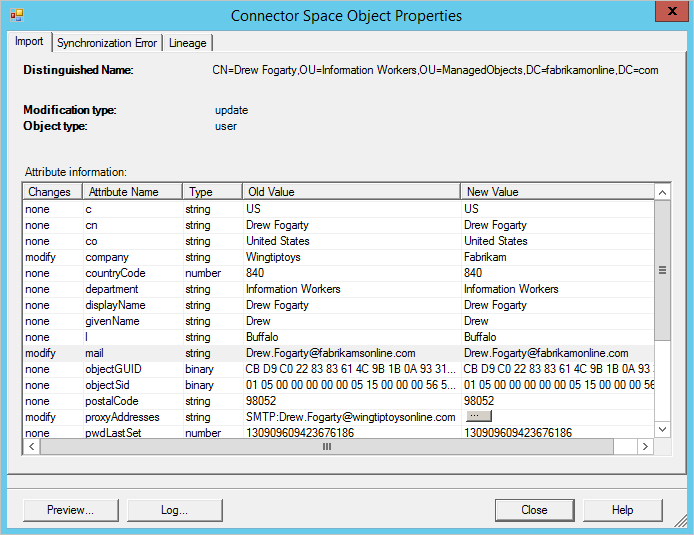 Connector Space Object Properties
x
Import Synchronization Error Lineage
Distinguished Name: CN=Drew Fogarty,OU=Information Workers,OU=ManagedObjects,DC=fabrikamonline,DC=com
Modification type: update
Object type: user
Attribute information:
Changes Attribute Name Type Old Value New Value
none c string US US
none cn string Drew Fogarty Drew Fogarty
none co string United States United States
modify company string Wingtiptoys Fabrikam
none countryCode number 840 840
none department string Information Workers Information Workers
none displayName string Drew Fogarty Drew Fogarty
none givenName string Drew Drew
none l string Buffalo Buffalo
modify mail string Drew.Fogarty@fabrikamsonline.com Drew.Fogarty@fabrikamonline.com
none objectGUID binary CB D9 C0 22 83 83 61 4C 9B 1B 0A 93 31... CB D9 C0 22 83 83 61 4C 9B 1B 0A 93 3
none objectSid binary 01 05 00 00 00 00 00 05 15 00 00 00 56 5... 01 05 00 00 00 00 00 05 15 00 00 00 56
none postalCode string 98052 98052
modify proxyAddresses string SMTP:Drew.Fogarty@wingtiptoysonline.com ...
none pwdLastSet number 130909609423676186 130909609423676186
Preview... Log... Close Help